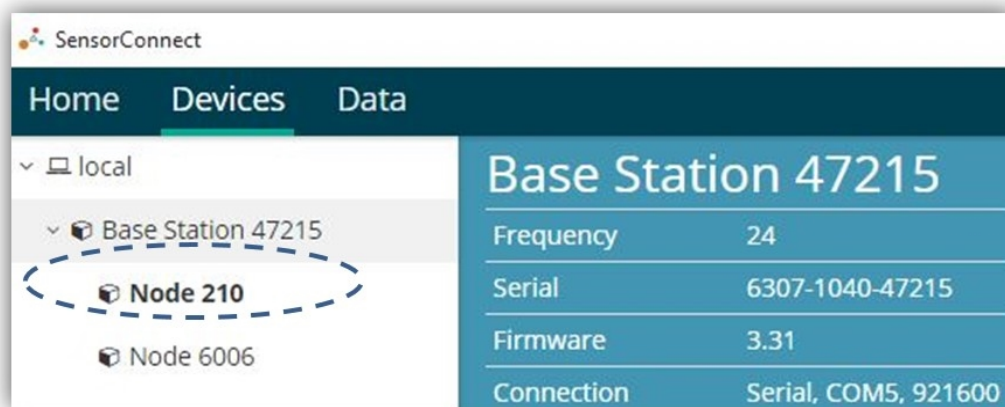 SensorConnect
Home Devices Data
local
Base Station 47215
Node 210
Node 6006
Base Station 47215
Frequency 24
Serial 6307-1040-47215
Firmware 3.31
Connection Serial, COM5, 921600